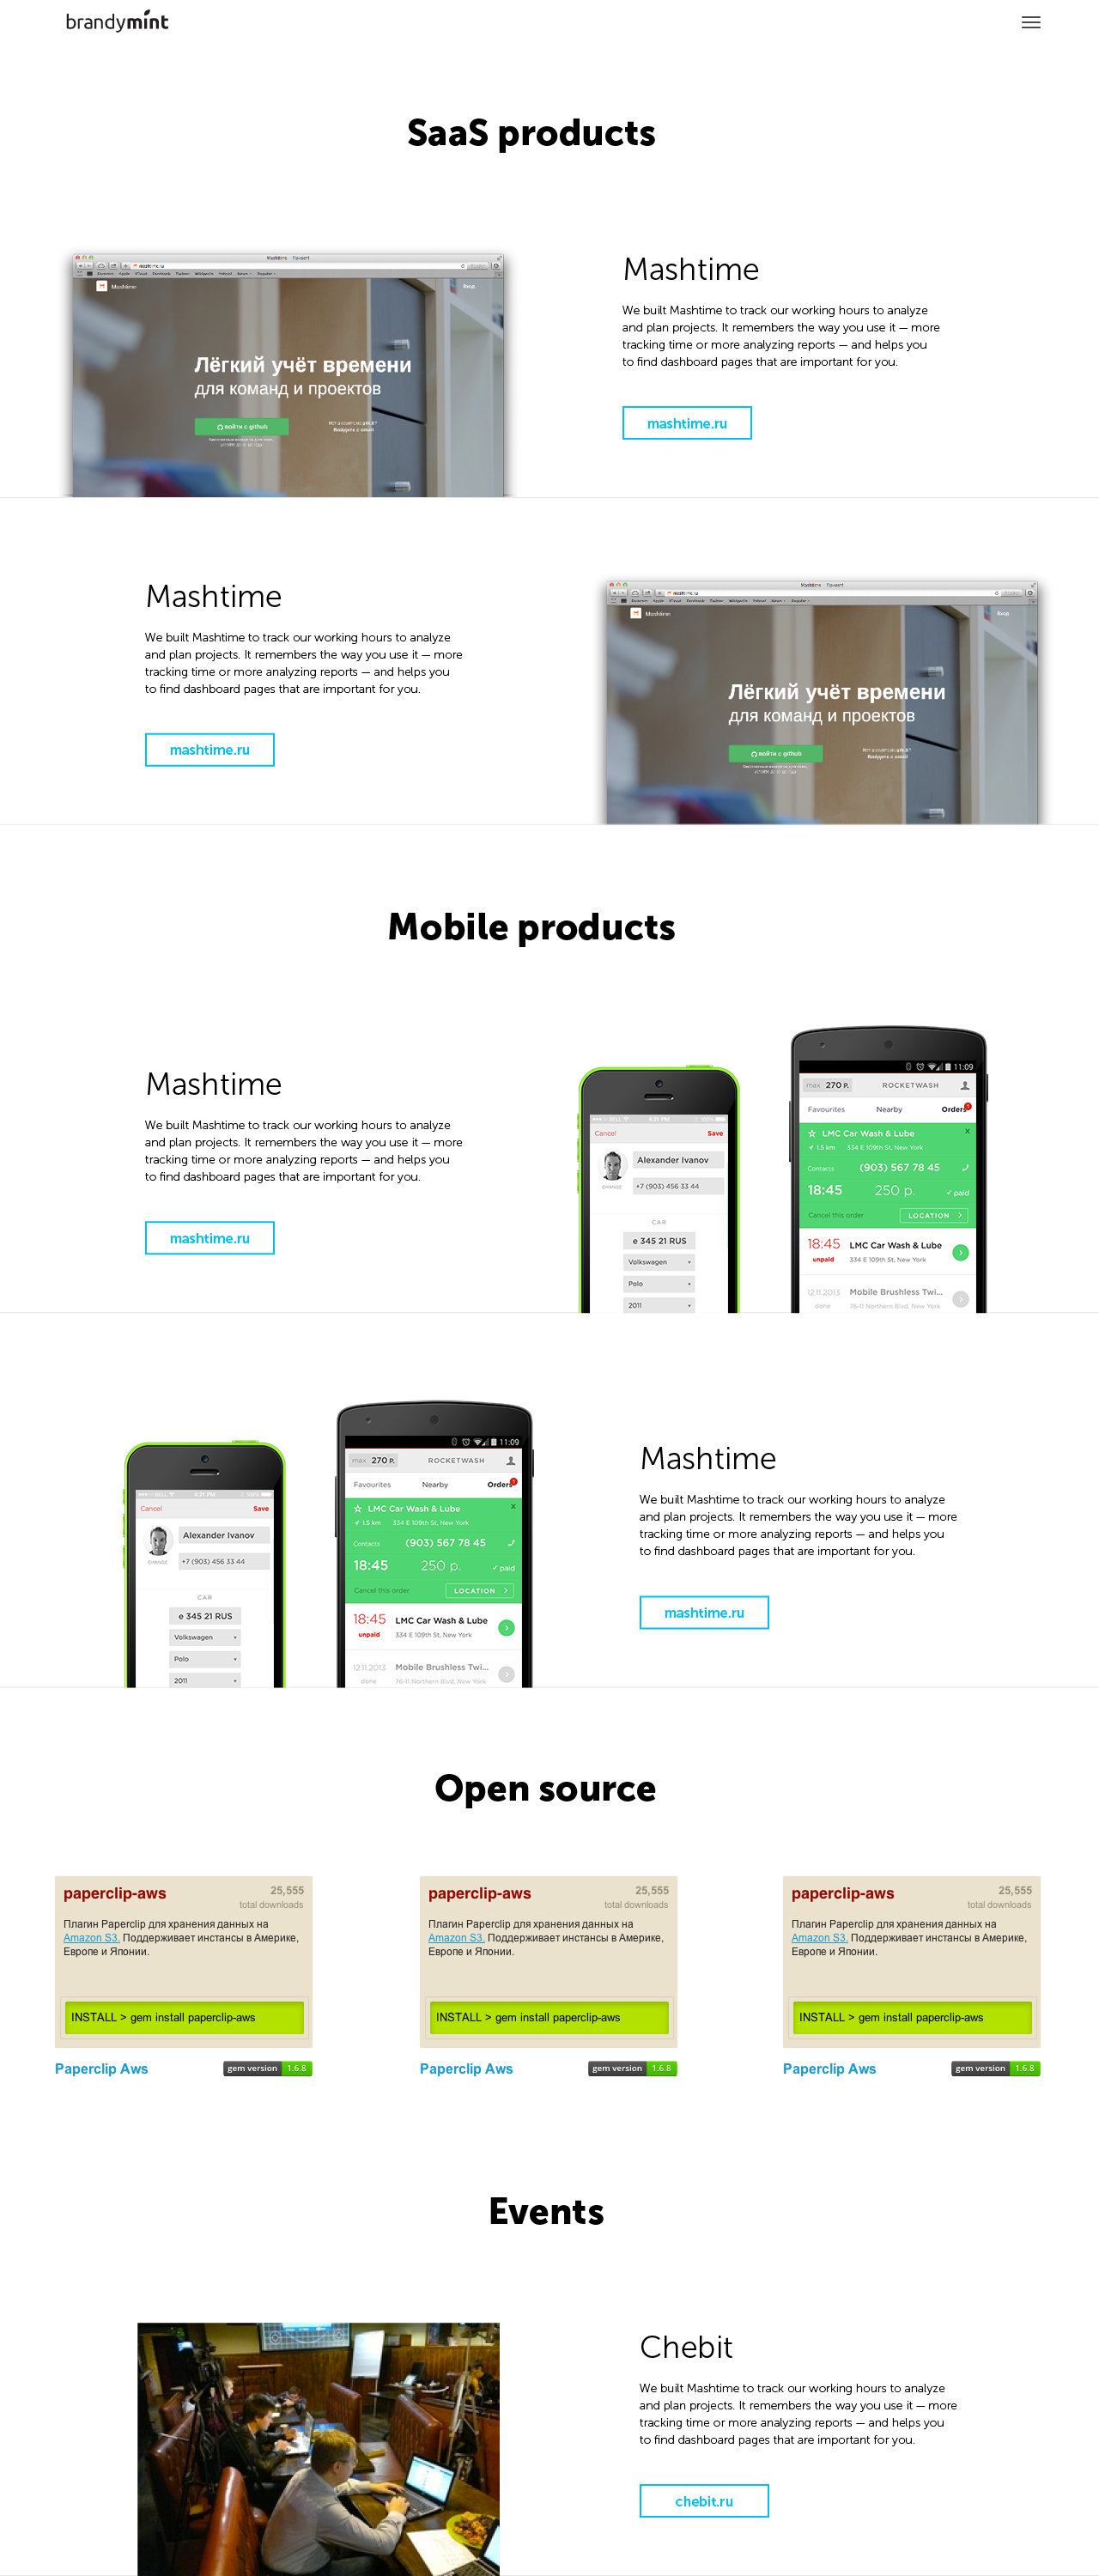 brandymint
SaaS products
Mashtime
mashtime.ru
Mashtime
Вход
Лёгкий учёт времени
для команд и проектов
войти с github
Mashtime
We built Mashtime to track our working hours to analyze
and plan projects. It remembers the way you use it — more
tracking time or more analyzing reports — and helps you
to find dashboard pages that are important for you.
mashtime.ru
Mashtime
We built Mashtime to track our working hours to analyze
and plan projects. It remembers the way you use it — more
tracking time or more analyzing reports — and helps you
to find dashboard pages that are important for you.
mashtime.ru
mashtime.ru
Mashtime
Вход
Лёгкий учёт времени
для команд и проектов
войти с github
Mobile products
Mashtime
We built Mashtime to track our working hours to analyze
and plan projects. It remembers the way you use it — more
tracking time or more analyzing reports — and helps you
to find dashboard pages that are important for you.
mashtime.ru
Cancel Save
Alexander Ivanov
CHANGE
+7 (903) 456 33 44
CAR
e 345 21 RUS
Volkswagen
Polo
2011
11:09
max 270 Р. ROCKETWASH
Favourites Nearby Orders 1
LMC Car Wash & Lube x
1.5 km 334 E 109th St, New York
Contacts (903) 567 78 45
18:45 250 р. paid
Cancel this order LOCATION
18:45 LMC Car Wash & Lube
unpaid 334 E 109th St, New York
12.11.2013 Mobile Brushless Twi...
done 76-11 Northern Blvd, New York
Cancel Save
Alexander Ivanov
CHANGE
+7 (903) 456 33 44
CAR
e 345 21 RUS
Volkswagen
Polo
2011
11:09
max 270 Р. ROCKETWASH
Favourites Nearby Orders 1
LMC Car Wash & Lube x
1.5 km 334 E 109th St, New York
Contacts (903) 567 78 45
18:45 250 р. paid
Cancel this order LOCATION
18:45 LMC Car Wash & Lube
unpaid 334 E 109th St, New York
12.11.2013 Mobile Brushless Twi...
done 76-11 Northern Blvd, New York
Mashtime
We built Mashtime to track our working hours to analyze
and plan projects. It remembers the way you use it — more
tracking time or more analyzing reports — and helps you
to find dashboard pages that are important for you.
mashtime.ru
Open source
paperclip-aws 25,555
total downloads
Плагин Paperclip для хранения данных на
Amazon S3. Поддерживает инстансы в Америке,
Европе и Японии.
INSTALL > gem install paperclip-aws
Paperclip Aws gem version 1.6.8
paperclip-aws 25,555
total downloads
Плагин Paperclip для хранения данных на
Amazon S3. Поддерживает инстансы в Америке,
Европе и Японии.
INSTALL > gem install paperclip-aws
Paperclip Aws gem version 1.6.8
paperclip-aws 25,555
total downloads
Плагин Paperclip для хранения данных на
Amazon S3. Поддерживает инстансы в Америке,
Европе и Японии.
INSTALL > gem install paperclip-aws
Paperclip Aws gem version 1.6.8
Events
Chebit
We built Mashtime to track our working hours to analyze
and plan projects. It remembers the way you use it — more
tracking time or more analyzing reports — and helps you
to find dashboard pages that are important for you.
chebit.ru